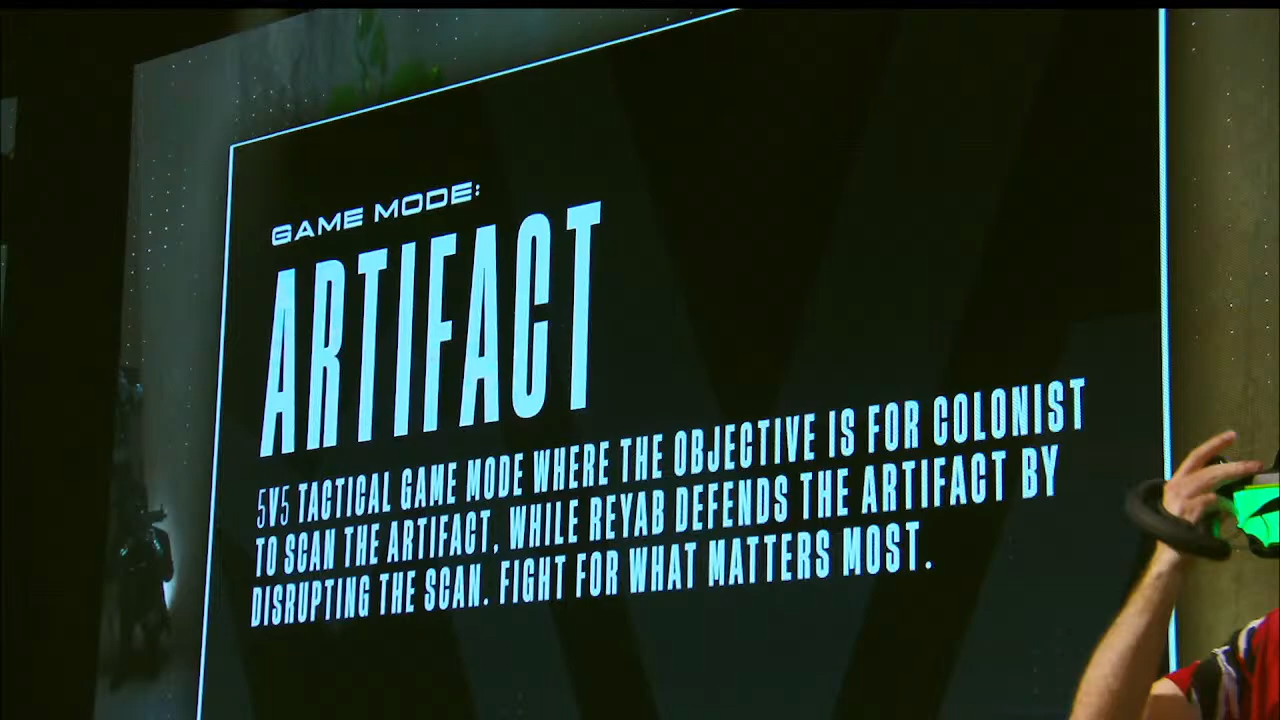 GAME MODE:
ARTIFACT
5V5 TACTICAL GAME MODE WHERE THE OBJECTIVE IS FOR COLONIST
TO SCAN THE ARTIFACT, WHILE REYAB DEFENDS THE ARTIFACT BY
DISRUPTING THE SCAN. FIGHT FOR WHAT MATTERS MOST.